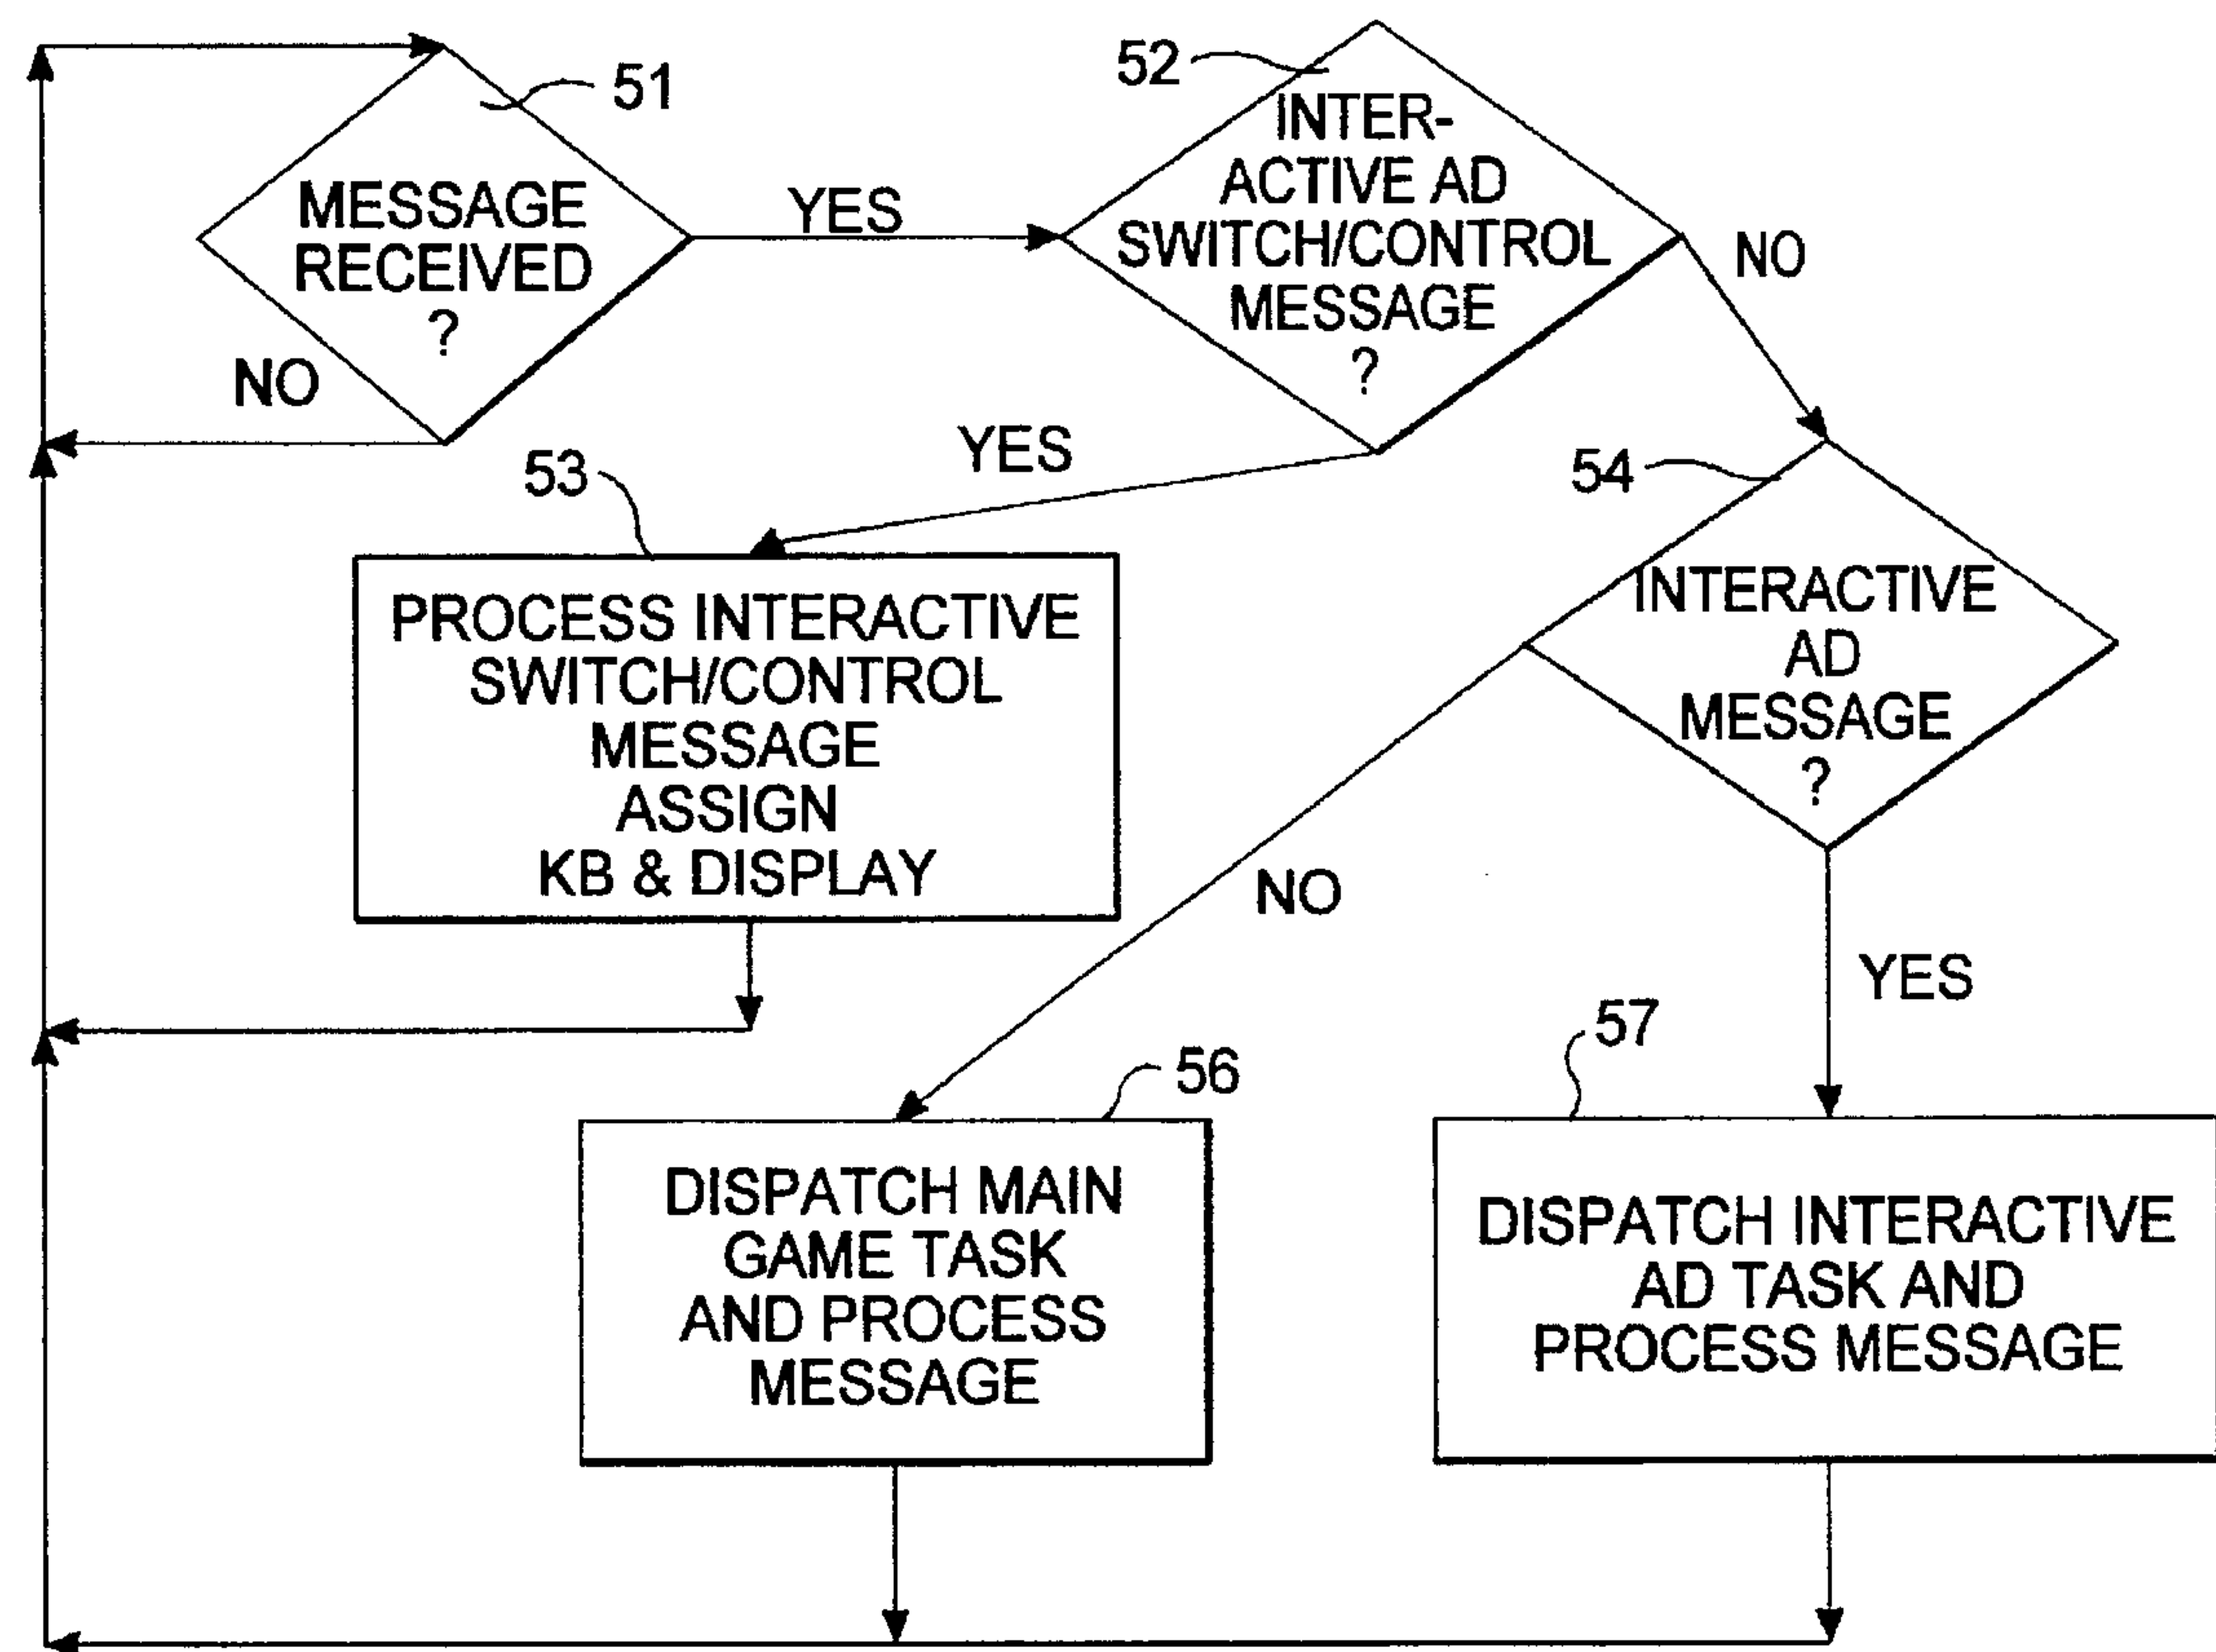 51
MESSAGE
RECEIVED
?
YES
NO
52
INTER-
ACTIVE AD
SWITCH/CONTROL
MESSAGE
?
NO
YES
53
PROCESS INTERACTIVE
SWITCH/CONTROL
MESSAGE
ASSIGN
KB & DISPLAY
54
INTERACTIVE
AD
MESSAGE
?
NO
YES
56
DISPATCH MAIN
GAME TASK
AND PROCESS
MESSAGE
57
DISPATCH INTERACTIVE
AD TASK AND
PROCESS MESSAGE